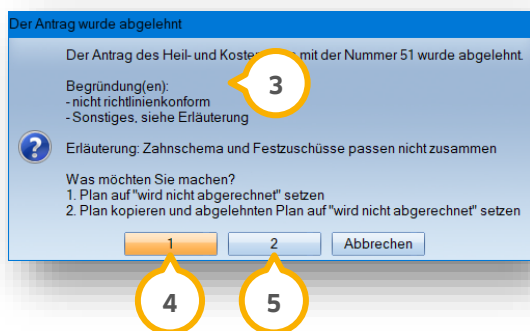 Der Antrag wurde abgelehnt
Der Antrag des Heil- und Kosten mit der Nummer 51 wurde abgelehnt.
3
Begründung(en):
- nicht richtlinienkonform
- Sonstiges, siehe Erläuterung
Erläuterung: Zahnschema und Festzuschüsse passen nicht zusammen
Was möchten Sie machen?
1. Plan auf "wird nicht abgerechnet" setzen
2. Plan kopieren und abgelehnten Plan auf "wird nicht abgerechnet" setzen
1 2 Abbrechen
4 5